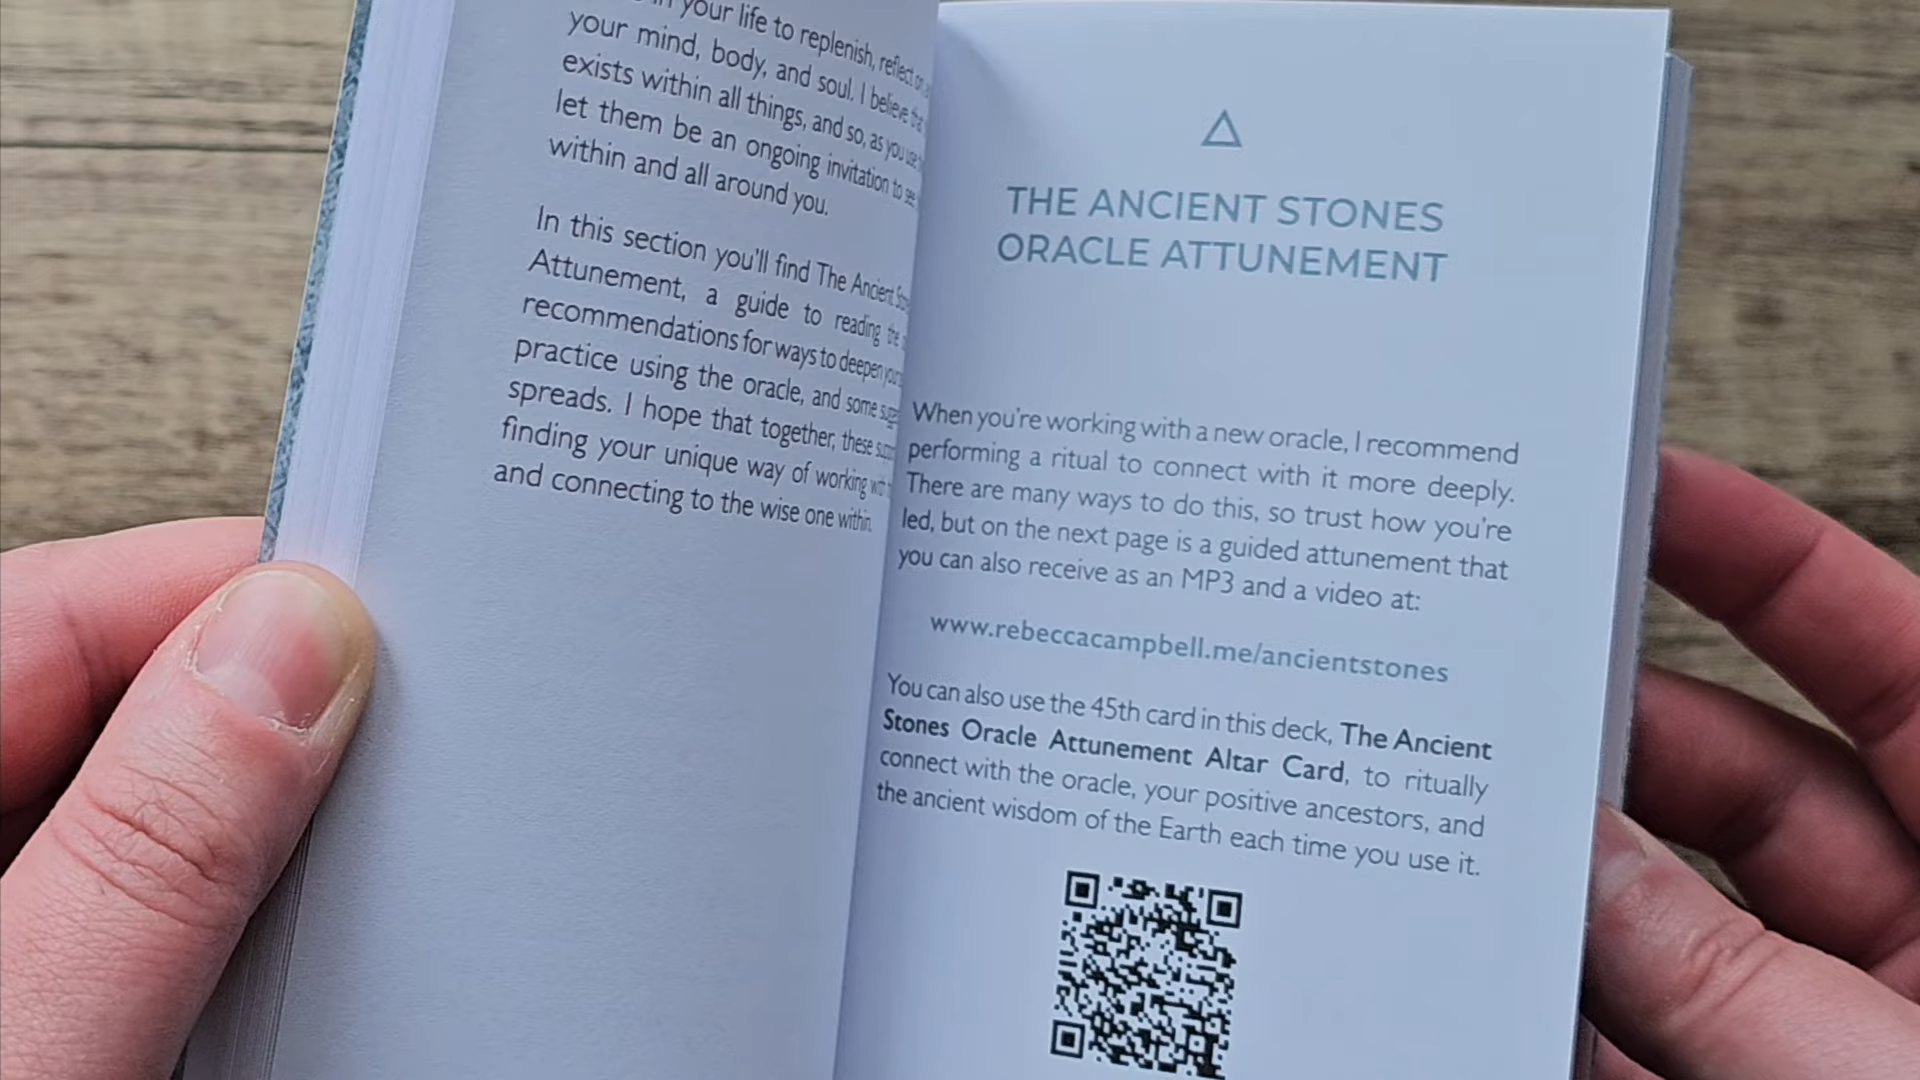 your life to replenish, reflect on
your mind, body, and soul. I believe that
exists within all things, and so, as you use
let them be an ongoing invitation to see
within and all around you.
In this section you'll find The Ancient
Attunement, a guide to reading the
recommendations for ways to deepen
practice using the oracle, and some
spreads. I hope that together, these
finding your unique way of working with
and connecting to the wise one within.
THE ANCIENT STONES
ORACLE ATTUNEMENT
When you're working with a new oracle, I recommend
performing a ritual to connect with it more deeply.
There are many ways to do this, so trust how you're
led, but on the next page is a guided attunement that
you can also receive as an MP3 and a video at:
www.rebeccacampbell.me/ancientstones
You can also use the 45th card in this deck, The Ancient
Stones Oracle Attunement Altar Card, to ritually
connect with the oracle, your positive ancestors, and
the ancient wisdom of the Earth each time you use it.